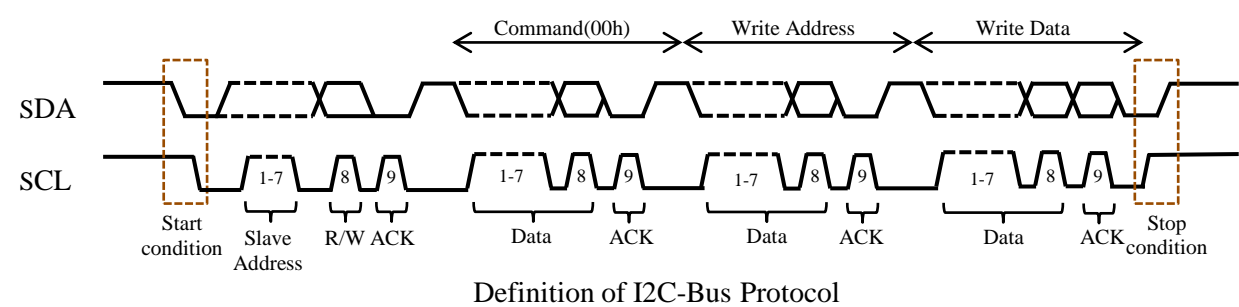 Command(00h) Write Address Write Data
SDA
SCL
1-7 8 9 1-7 8 9 1-7 8 9 1-7 8 9
Start
condition
Slave
Address
R/W ACK
Data ACK
Data ACK
Data ACK
Stop
condition
Definition of I2C-Bus Protocol